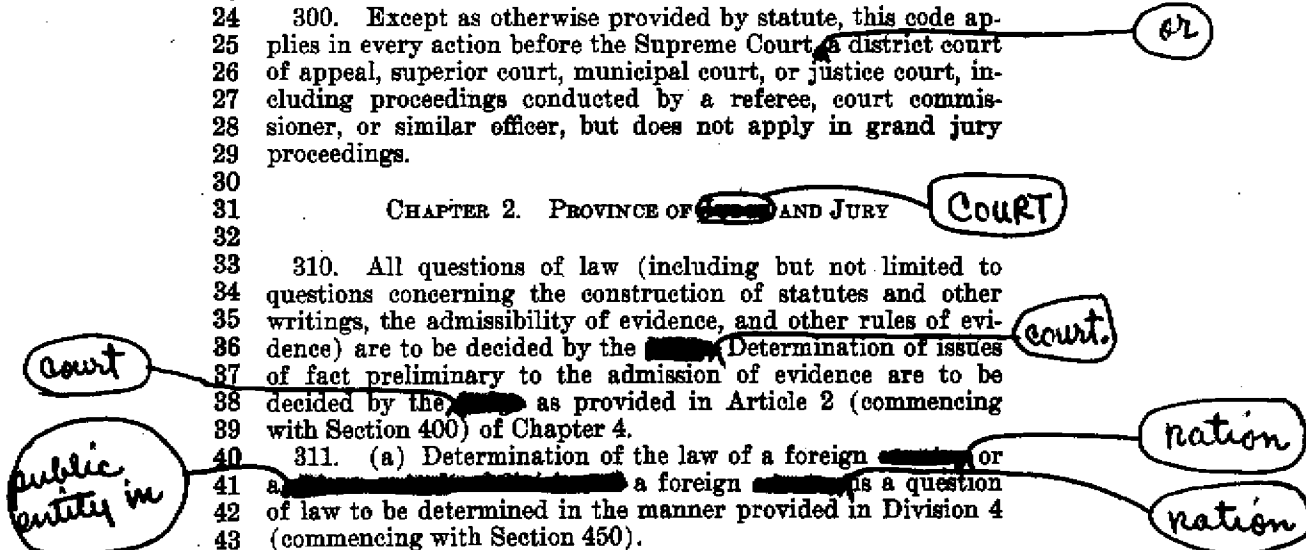 24 300. Except as otherwise provided by statute, this code ap-
or
25 plies in every action before the Supreme Court a district court
26 of appeal, superior court, municipal court, or justice court, in-
27 cluding proceedings conducted by a referee, court commis-
28 sioner, or similar officer, but does not apply in grand jury
29 proceedings.
30
31 CHAPTER 2. PROVINCE OF AND JURY
COURT
32
33 310. All questions of law (including but not limited to
34 questions concerning the construction of statutes and other
35 writings, the admissibility of evidence, and other rules of evi-
court.
36 dence) are to be decided by the Determination of issues
court
37 of fact preliminary to the admission of evidence are to be
38 decided by the as provided in Article 2 (commencing
39 with Section 400) of Chapter 4.
nation
40 311. (a) Determination of the law of a foreign or
public
entity in
41 a a foreign is a question
nation
42 of law to be determined in the manner provided in Division 4
43 (commencing with Section 450).